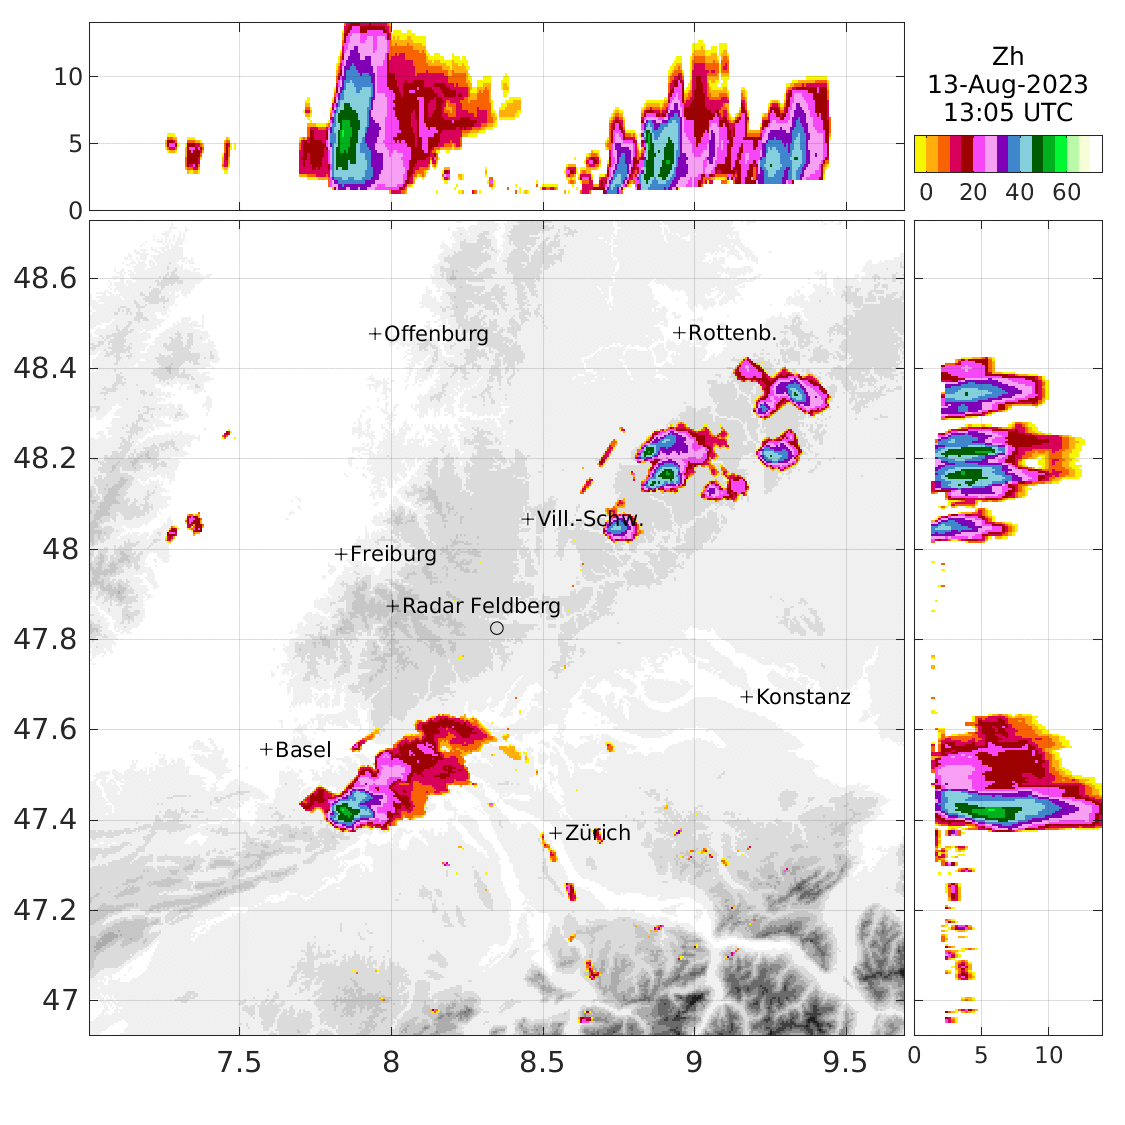 10
5
0
Zh
13-Aug-2023
13:05 UTC
0 20 40 60
48.6
48.4
48.2
48
47.8
47.6
47.4
47.2
47
+Offenburg
+Rottenb.
+Vill.-Schw.
+Freiburg
+Radar Feldberg
+Konstanz
+Basel
+Zürich
7.5 8 8.5 9 9.5
0 5 10